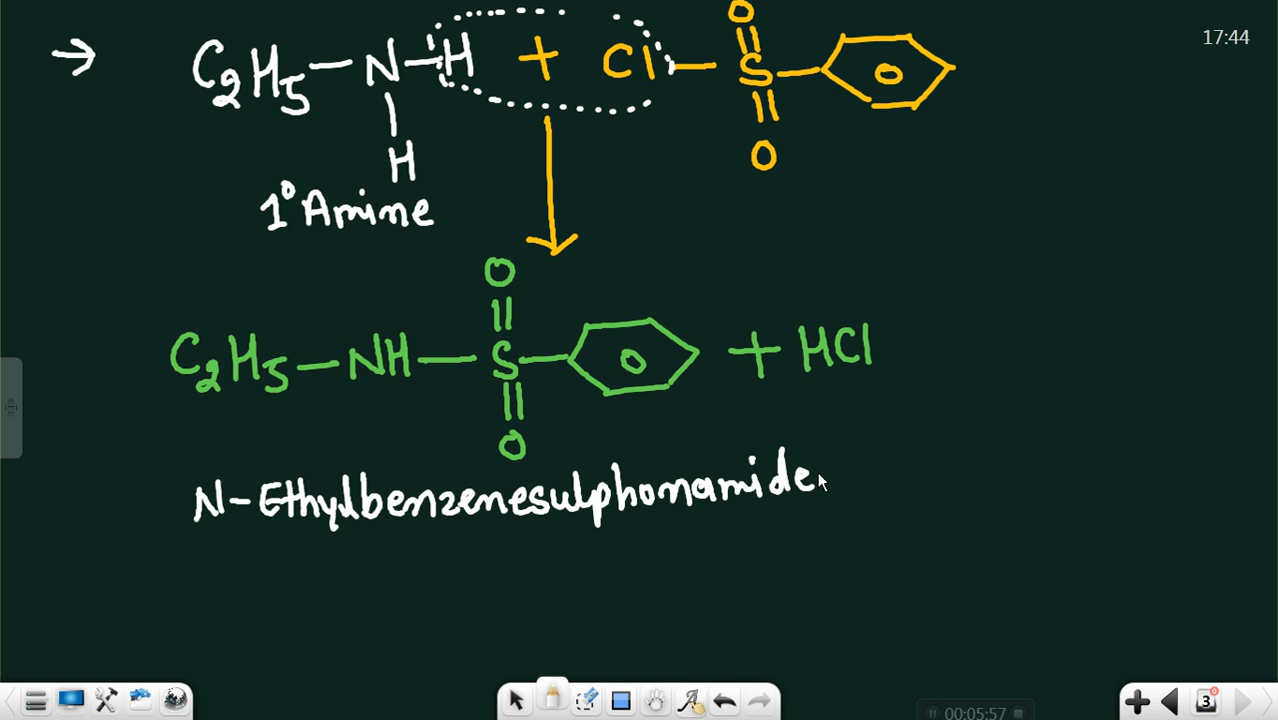 17:44
→ C₂H₅—N—H + Cl—S—
O
O
H
1° Amine
O
C₂H₅—NH—S— + HCl
O
N-Ethylbenzenesulphonamide
3
00:05:57